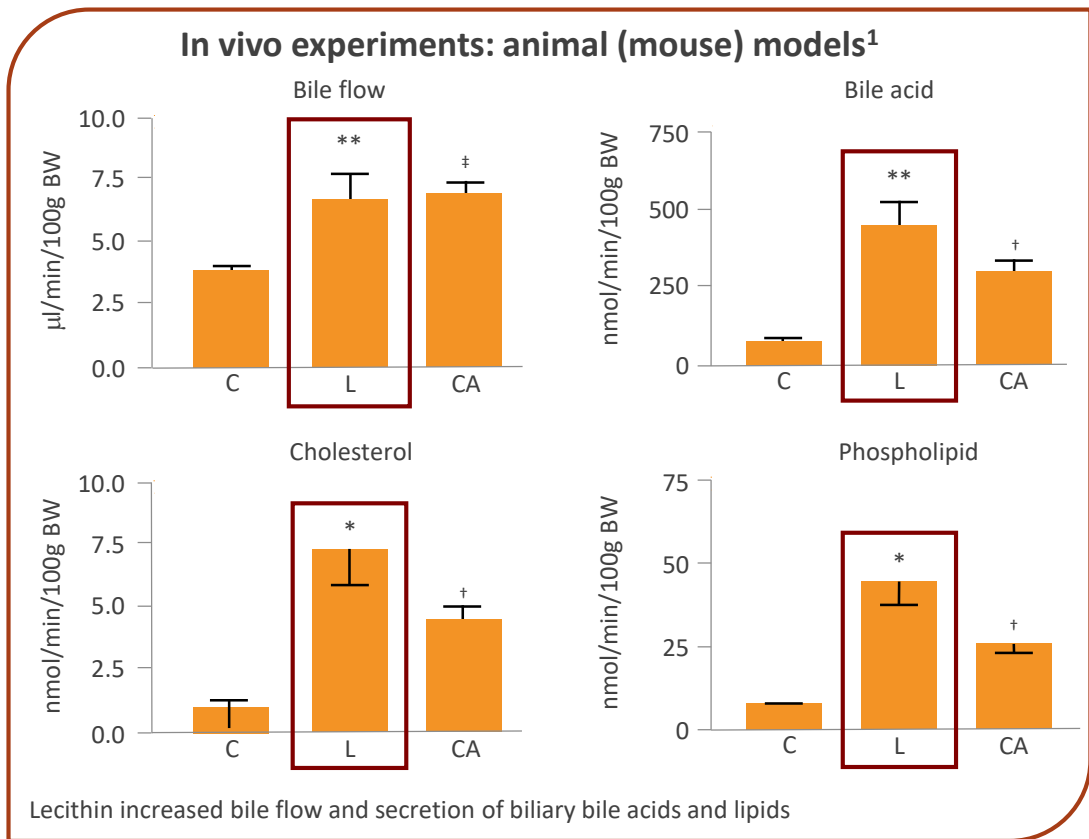 In vivo experiments: animal (mouse) models1
Bile flow
µl/min/100g BW
10.0
7.5
5.0
2.5
0.0
**
‡
C L CA
Bile acid
nmol/min/100g BW
750
500
250
0
**
†
C L CA
Cholesterol
nmol/min/100g BW
10.0
7.5
5.0
2.5
0.0
*
†
C L CA
Phospholipid
nmol/min/100g BW
75
50
25
0
*
†
C L CA
Lecithin increased bile flow and secretion of biliary bile acids and lipids